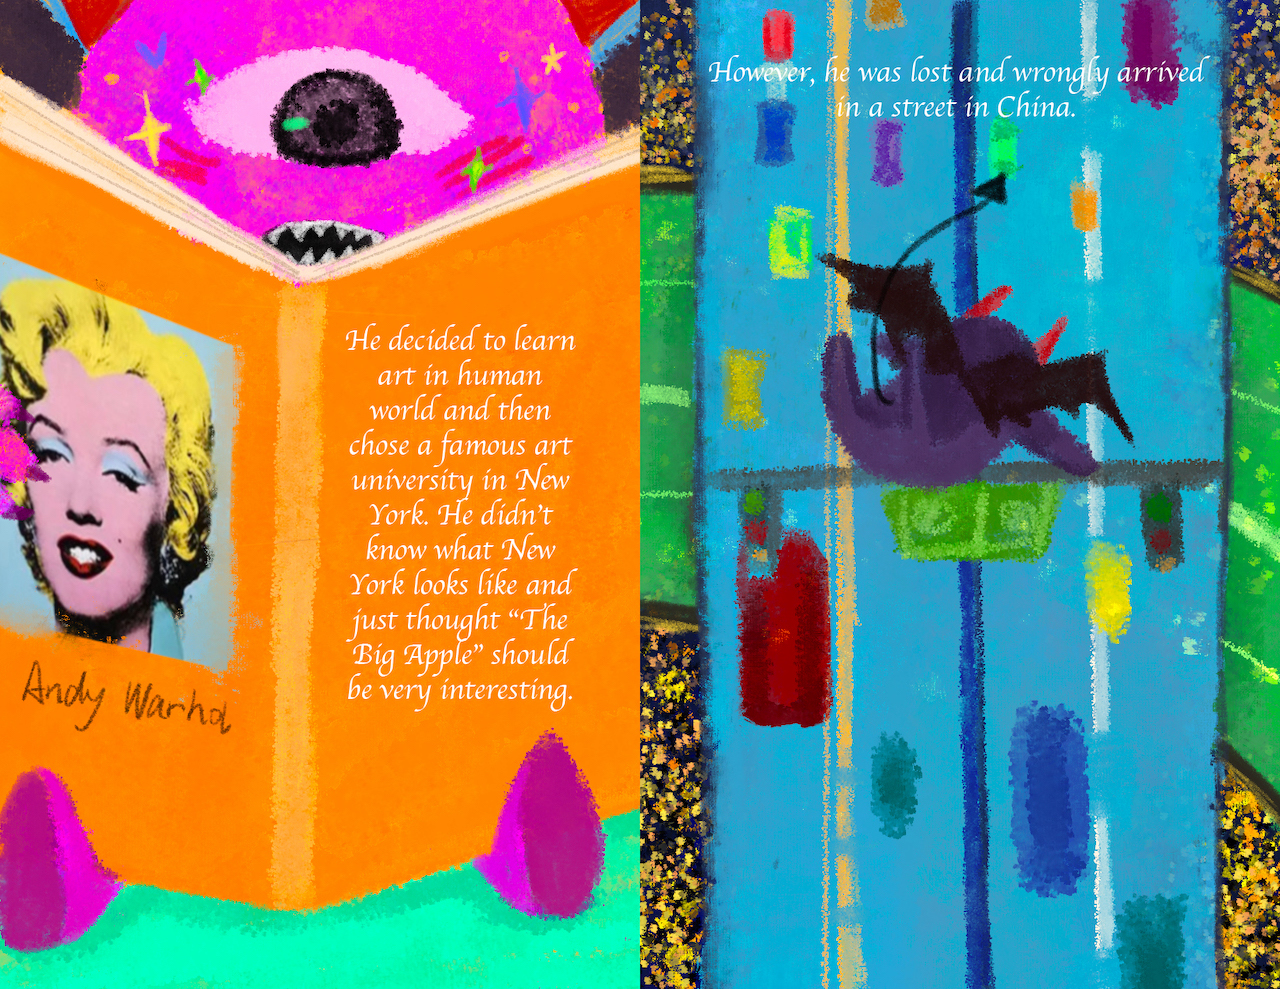 He decided to learn
art in human
world and then
chose a famous art
university in New
York. He didn't
know what New
York looks like and
just thought “The
Big Apple” should
be very interesting.
Andy Warhol
However, he was lost and wrongly arrived
in a street in China.